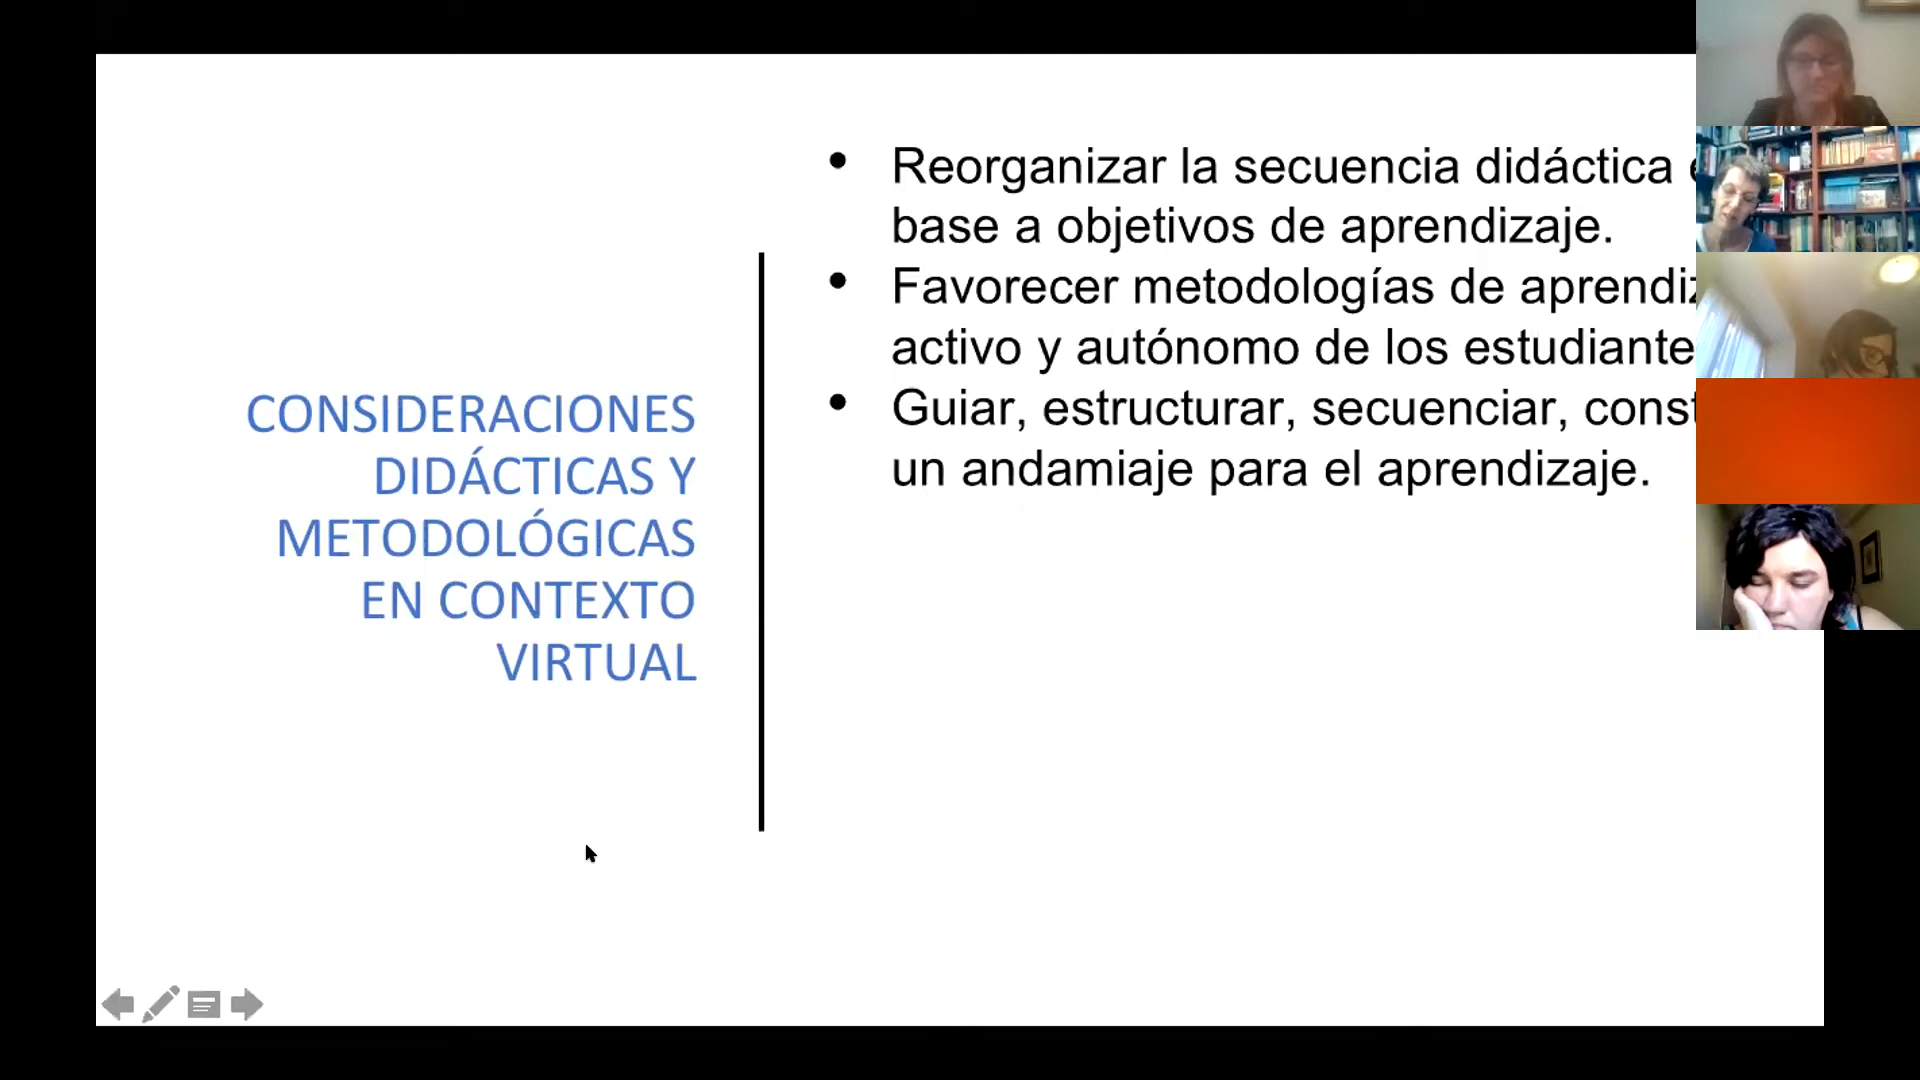 CONSIDERACIONES
DIDÁCTICAS Y
METODOLÓGICAS
EN CONTEXTO
VIRTUAL
Reorganizar la secuencia didáctica
base a objetivos de aprendizaje.
Favorecer metodologías de
activo y autónomo de los
Guiar, estructurar, secuenciar,
un andamiaje para el aprendizaje.